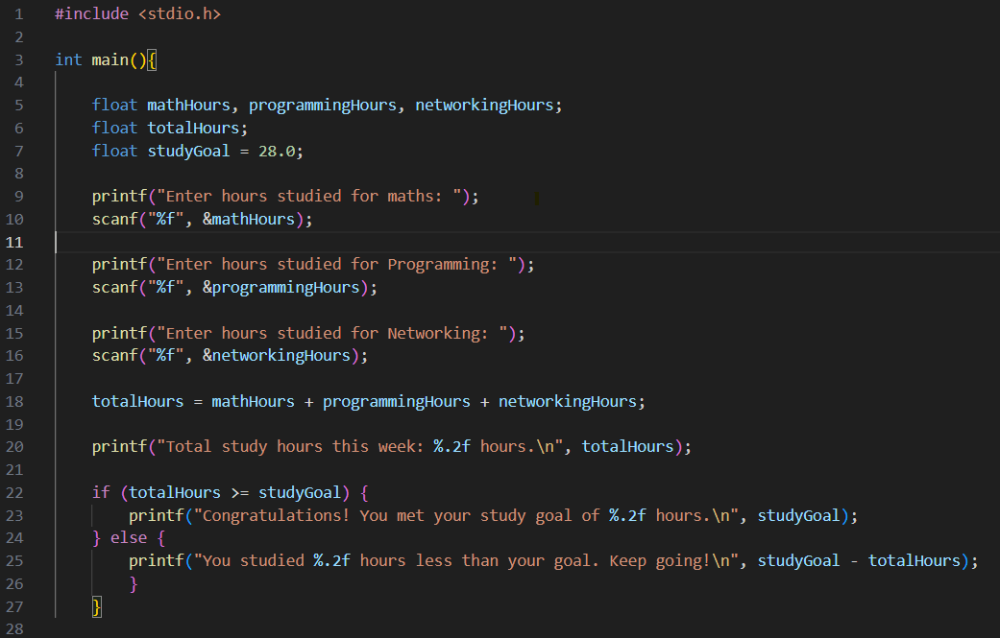 1 #include <stdio.h>
2
3 int main(){
4
5     float mathHours, programmingHours, networkingHours;
6     float totalHours;
7     float studyGoal = 28.0;
8
9     printf("Enter hours studied for maths: ");
10     scanf("%f", &mathHours);
11
12     printf("Enter hours studied for Programming: ");
13     scanf("%f", &programmingHours);
14
15     printf("Enter hours studied for Networking: ");
16     scanf("%f", &networkingHours);
17
18     totalHours = mathHours + programmingHours + networkingHours;
19
20     printf("Total study hours this week: %.2f hours.\n", totalHours);
21
22     if (totalHours >= studyGoal) {
23         printf("Congratulations! You met your study goal of %.2f hours.\n", studyGoal);
24     } else {
25         printf("You studied %.2f hours less than your goal. Keep going!\n", studyGoal - totalHours);
26         }
27     }
28